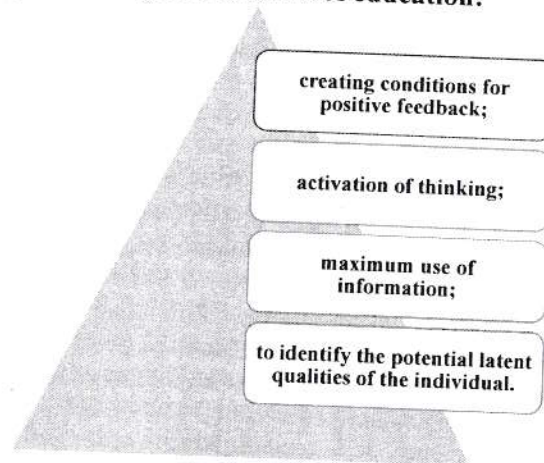 education:
creating conditions for
positive feedback;
activation of thinking;
maximum use of
information;
to identify the potential latent
qualities of the individual.